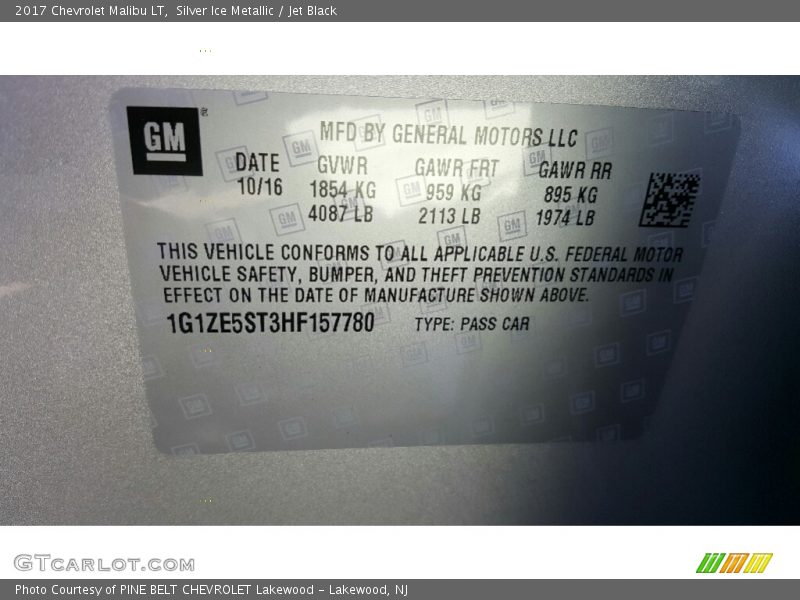 2017 Chevrolet Malibu LT, Silver Ice Metallic / Jet Black
GM ®
MFD BY GENERAL MOTORS LLC
DATE GVWR GAWR FRT GAWR RR
10/16 1854 KG 959 KG 895 KG
4087 LB 2113 LB 1974 LB
THIS VEHICLE CONFORMS TO ALL APPLICABLE U.S. FEDERAL MOTOR
VEHICLE SAFETY, BUMPER, AND THEFT PREVENTION STANDARDS IN
EFFECT ON THE DATE OF MANUFACTURE SHOWN ABOVE.
1G1ZE5ST3HF157780 TYPE: PASS CAR
GTCARLOT.COM
Photo Courtesy of PINE BELT CHEVROLET Lakewood - Lakewood, NJ